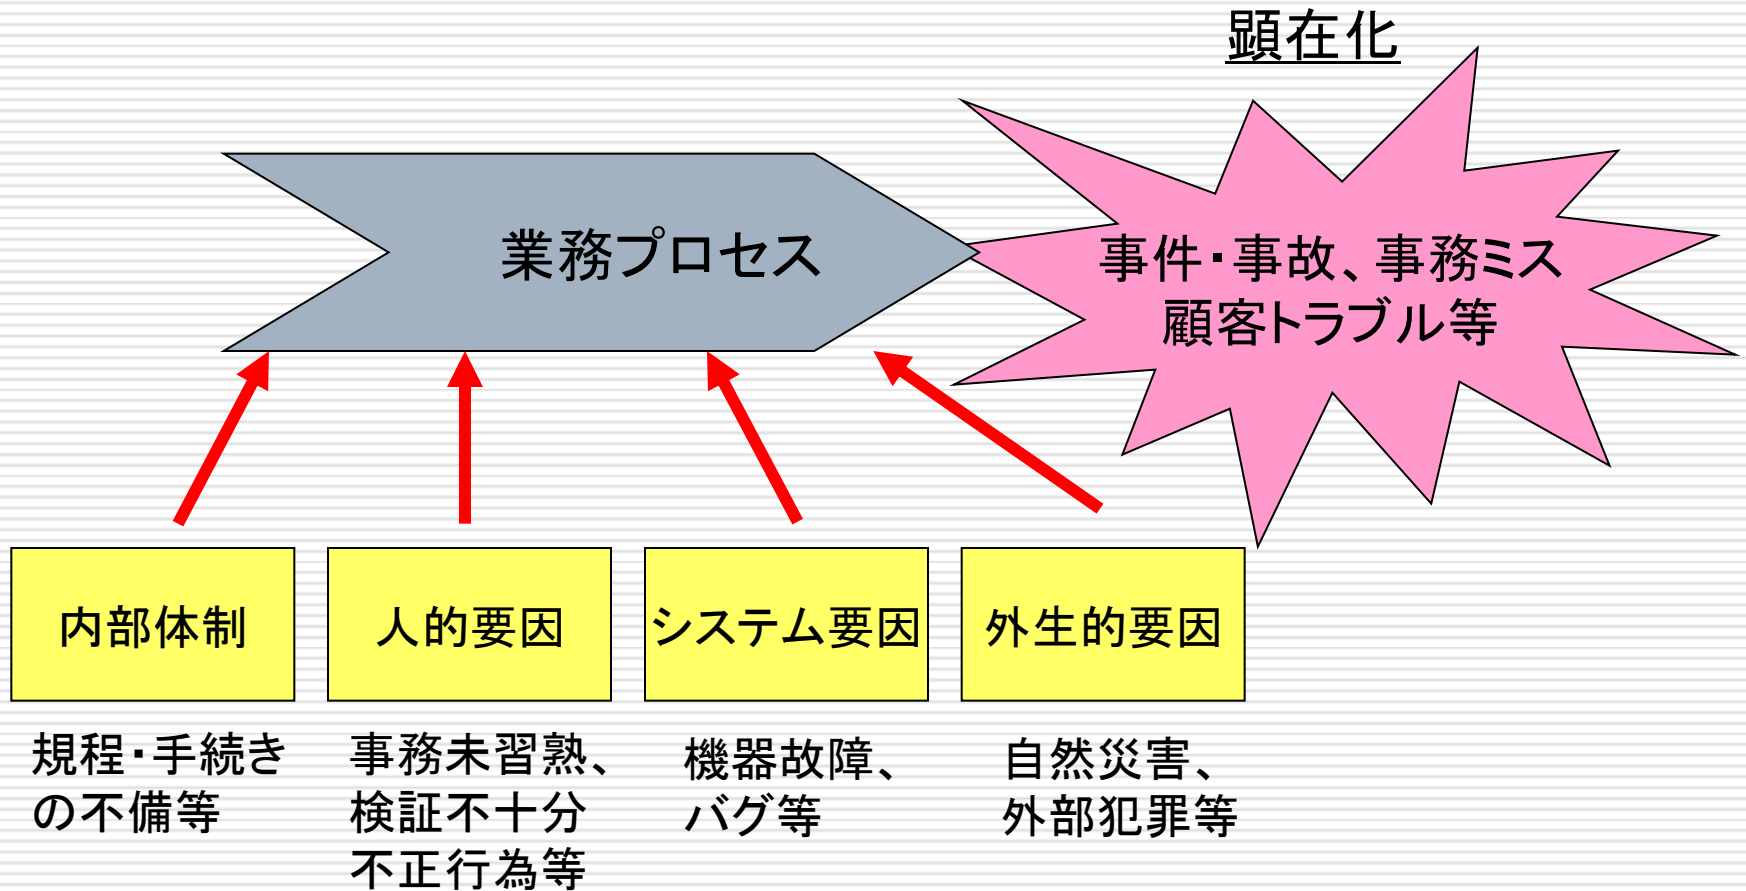 顕在化
業務プロセス
事件・事故、事務ミス
顧客トラブル等
内部体制
人的要因
システム要因
外生的要因
規程・手続き
の不備等
事務未習熟、
検証不十分
不正行為等
機器故障、
バグ等
自然災害、
外部犯罪等